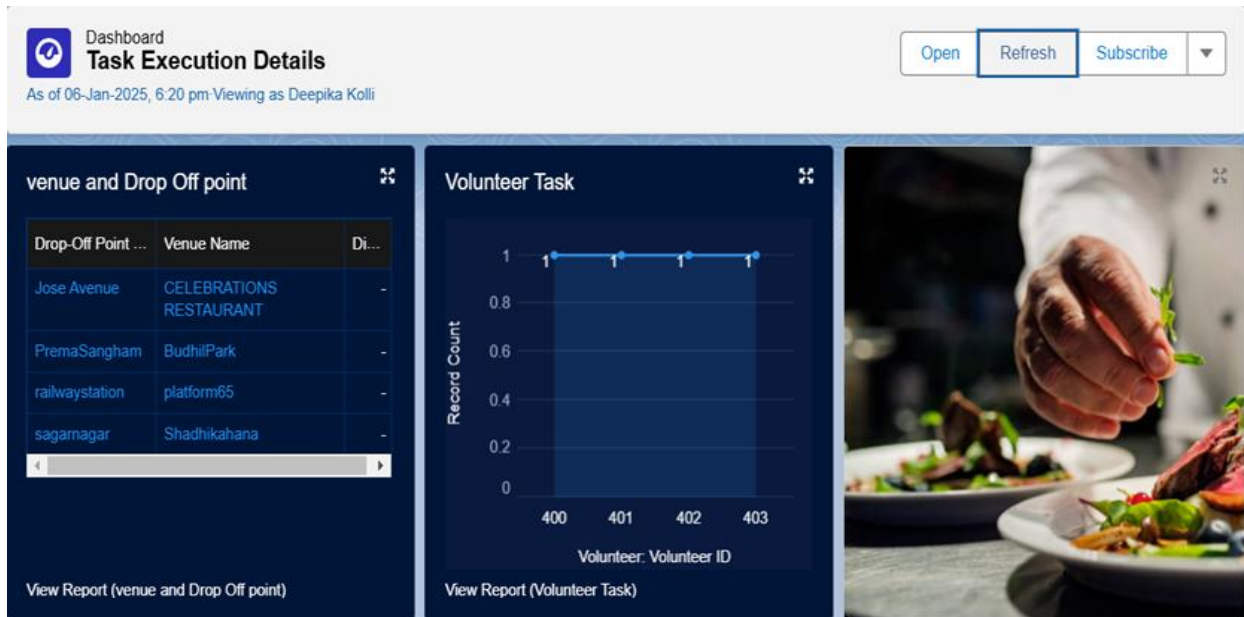 Dashboard
Task Execution Details
As of 06-Jan-2025, 6:20 pm·Viewing as Deepika Kolli
Open Refresh Subscribe
venue and Drop Off point
Drop-Off Point ... Venue Name Di...
Jose Avenue CELEBRATIONS RESTAURANT -
PremaSangham BudhilPark -
railwaystation platform65 -
sagarnagar Shadhikahana -
View Report (venue and Drop Off point)
Volunteer Task
Record Count
1
0.8
0.6
0.4
0.2
0
1 1 1 1
400 401 402 403
Volunteer: Volunteer ID
View Report (Volunteer Task)